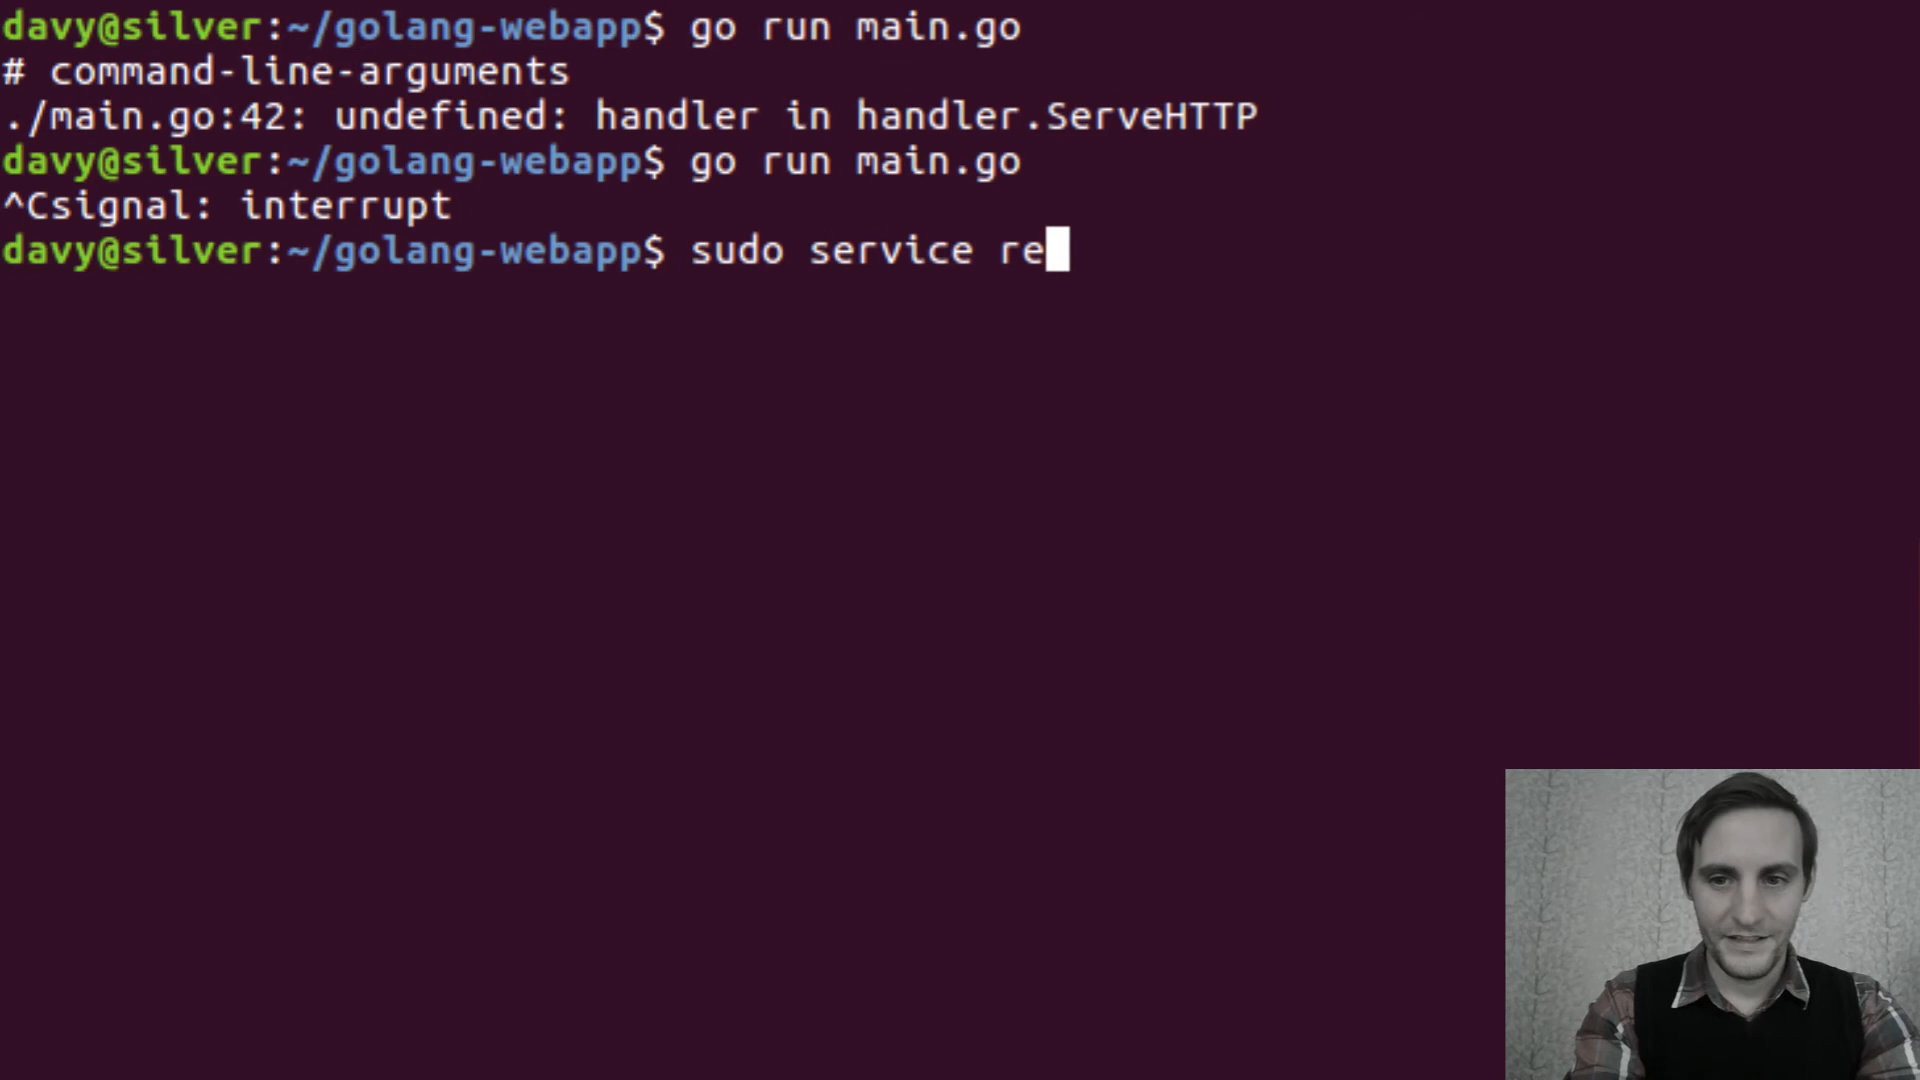 davy@silver:~/golang-webapp$ go run main.go
# command-line-arguments
./main.go:42: undefined: handler in handler.ServeHTTP
davy@silver:~/golang-webapp$ go run main.go
^Csignal: interrupt
davy@silver:~/golang-webapp$ sudo service re